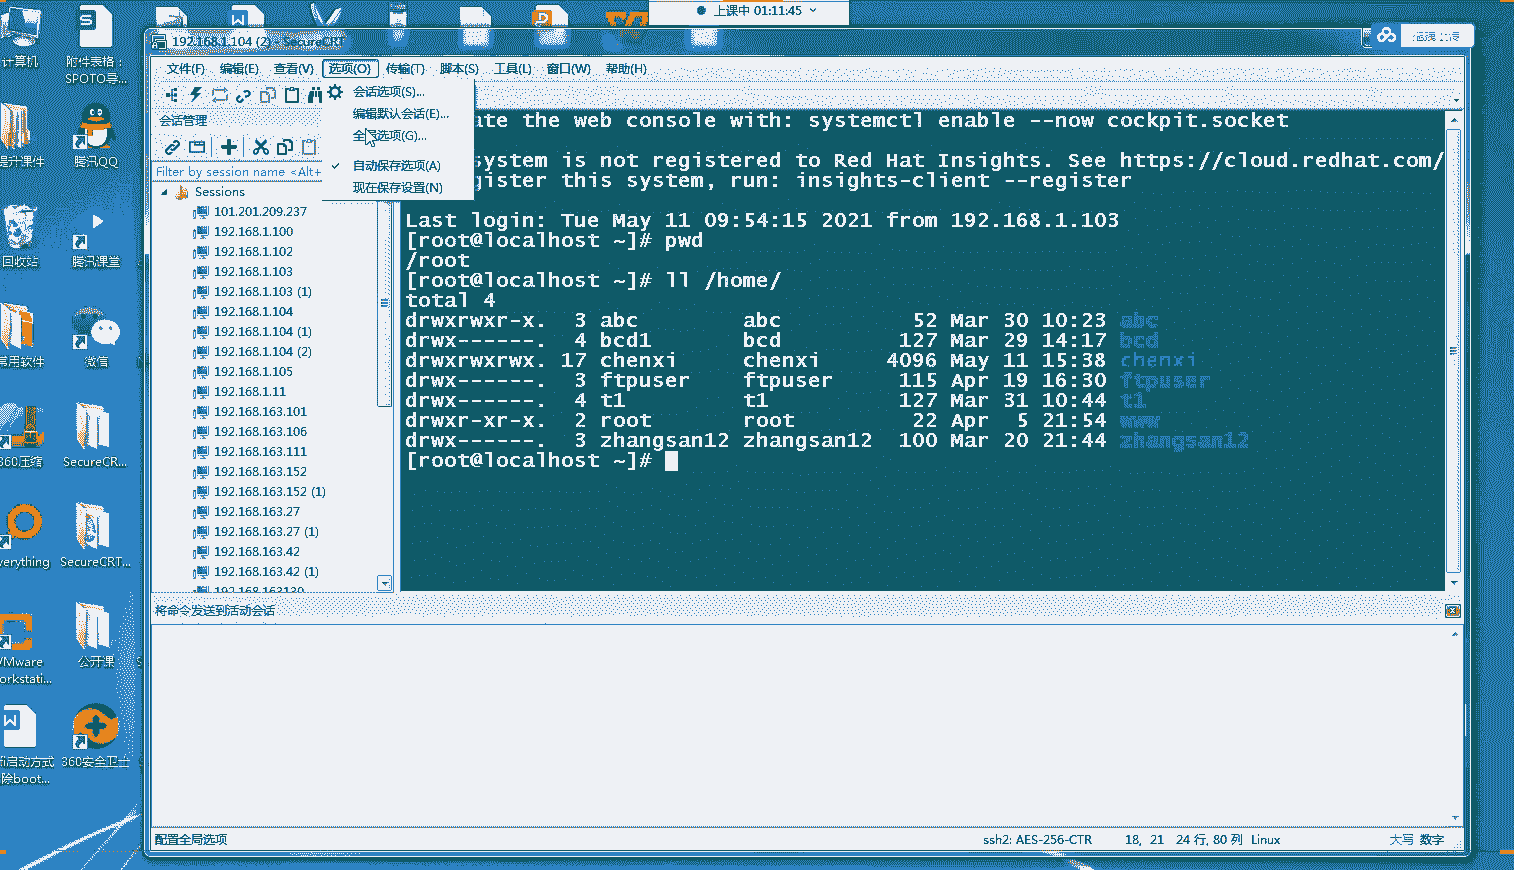 上课中 01:11:45
192.168.1.104 (2) - SecureCRT
文件(F) 编辑(E) 查看(V) 选项(O) 传输(T) 脚本(S) 工具(L) 窗口(W) 帮助(H)
会话选项(S)...
编辑默认会话(E)...
全局选项(G)...
自动保存选项(A)
现在保存设置(N)
会话管理
Filter by session name <Alt+
Sessions
101.201.209.237
192.168.1.100
192.168.1.102
192.168.1.103
192.168.1.103 (1)
192.168.1.104
192.168.1.104 (1)
192.168.1.104 (2)
192.168.1.105
192.168.1.11
192.168.163.101
192.168.163.106
192.168.163.111
192.168.163.152
192.168.163.152 (1)
192.168.163.27
192.168.163.27 (1)
192.168.163.42
192.168.163.42 (1)
192.168.163130
ate the web console with: systemctl enable --now cockpit.socket
system is not registered to Red Hat Insights. See https://cloud.redhat.com/
gister this system, run: insights-client --register
Last login: Tue May 11 09:54:15 2021 from 192.168.1.103
[root@localhost ~]# pwd
/root
[root@localhost ~]# ll /home/
total 4
drwxrwxr-x. 3 abc abc 52 Mar 30 10:23 abc
drwx------. 4 bcd1 bcd 127 Mar 29 14:17 bcd
drwxrwxrwx. 17 chenxi chenxi 4096 May 11 15:38 chenxi
drwx------. 3 ftpuser ftpuser 115 Apr 19 16:30 ftpuser
drwx------. 4 t1 t1 127 Mar 31 10:44 t1
drwxr-xr-x. 2 root root 22 Apr 5 21:54 www
drwx------. 3 zhangsan12 zhangsan12 100 Mar 20 21:44 zhangsan12
[root@localhost ~]#
将命令发送到活动会话
配置全局选项
ssh2: AES-256-CTR 18, 21 24 行, 80 列 Linux 大写 数字
计算机
附件表格：
SPOTO导...
提升课件
腾讯QQ
回收站
腾讯课堂
常用软件
微信
360压缩
SecureCR...
verything
SecureCRT...
VMware
orkstati...
公开课
启动方式
除boot...
360安全卫士